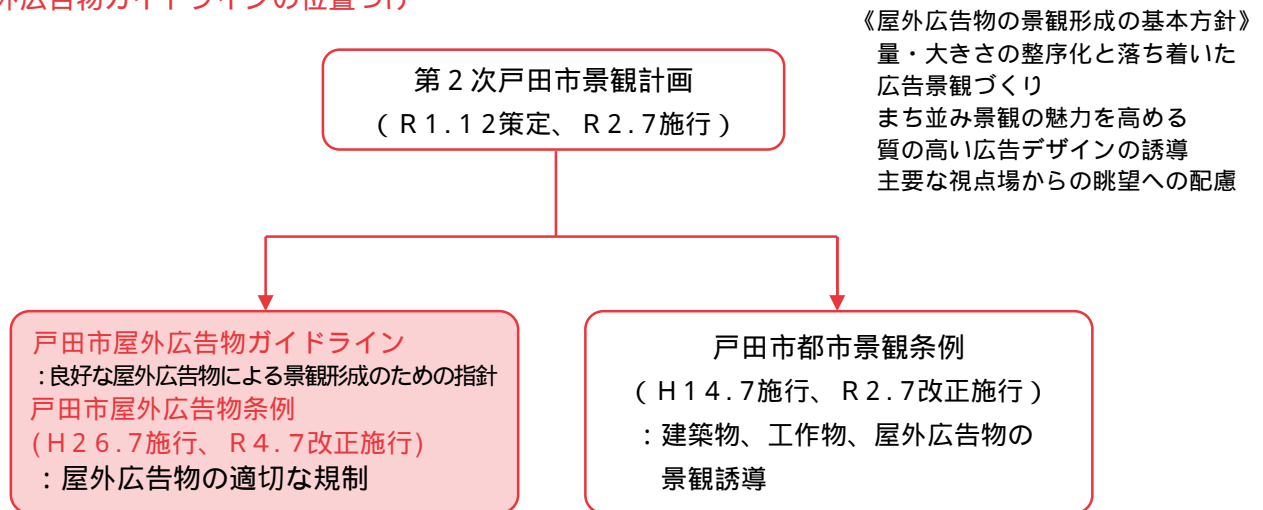 外広告物ガイドラインの位置づけ
《屋外広告物の景観形成の基本方針》
量・大きさの整序化と落ち着いた
広告景観づくり
まち並み景観の魅力を高める
質の高い広告デザインの誘導
主要な視点場からの眺望への配慮
第2次戸田市景観計画
(R1.12策定、R2.7施行)
戸田市屋外広告物ガイドライン
:良好な屋外広告物による景観形成のための指針
戸田市屋外広告物条例
(H26.7施行、R4.7改正施行)
:屋外広告物の適切な規制
戸田市都市景観条例
(H14.7施行、R2.7改正施行)
:建築物、工作物、屋外広告物の
景観誘導